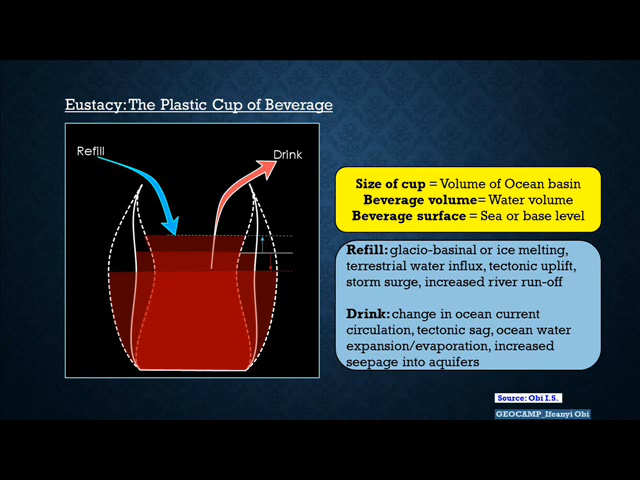 Eustacy: The Plastic Cup of Beverage
Refill
Drink
Size of cup = Volume of Ocean basin
Beverage volume= Water volume
Beverage surface = Sea or base level
Refill: glacio-basinal or ice melting,
terrestrial water influx, tectonic uplift,
storm surge, increased river run-off
Drink: change in ocean current
circulation, tectonic sag, ocean water
expansion/evaporation, increased
seepage into aquifers
Source: Obi I.S.
GEOCAMP_Ifeanyi Obi